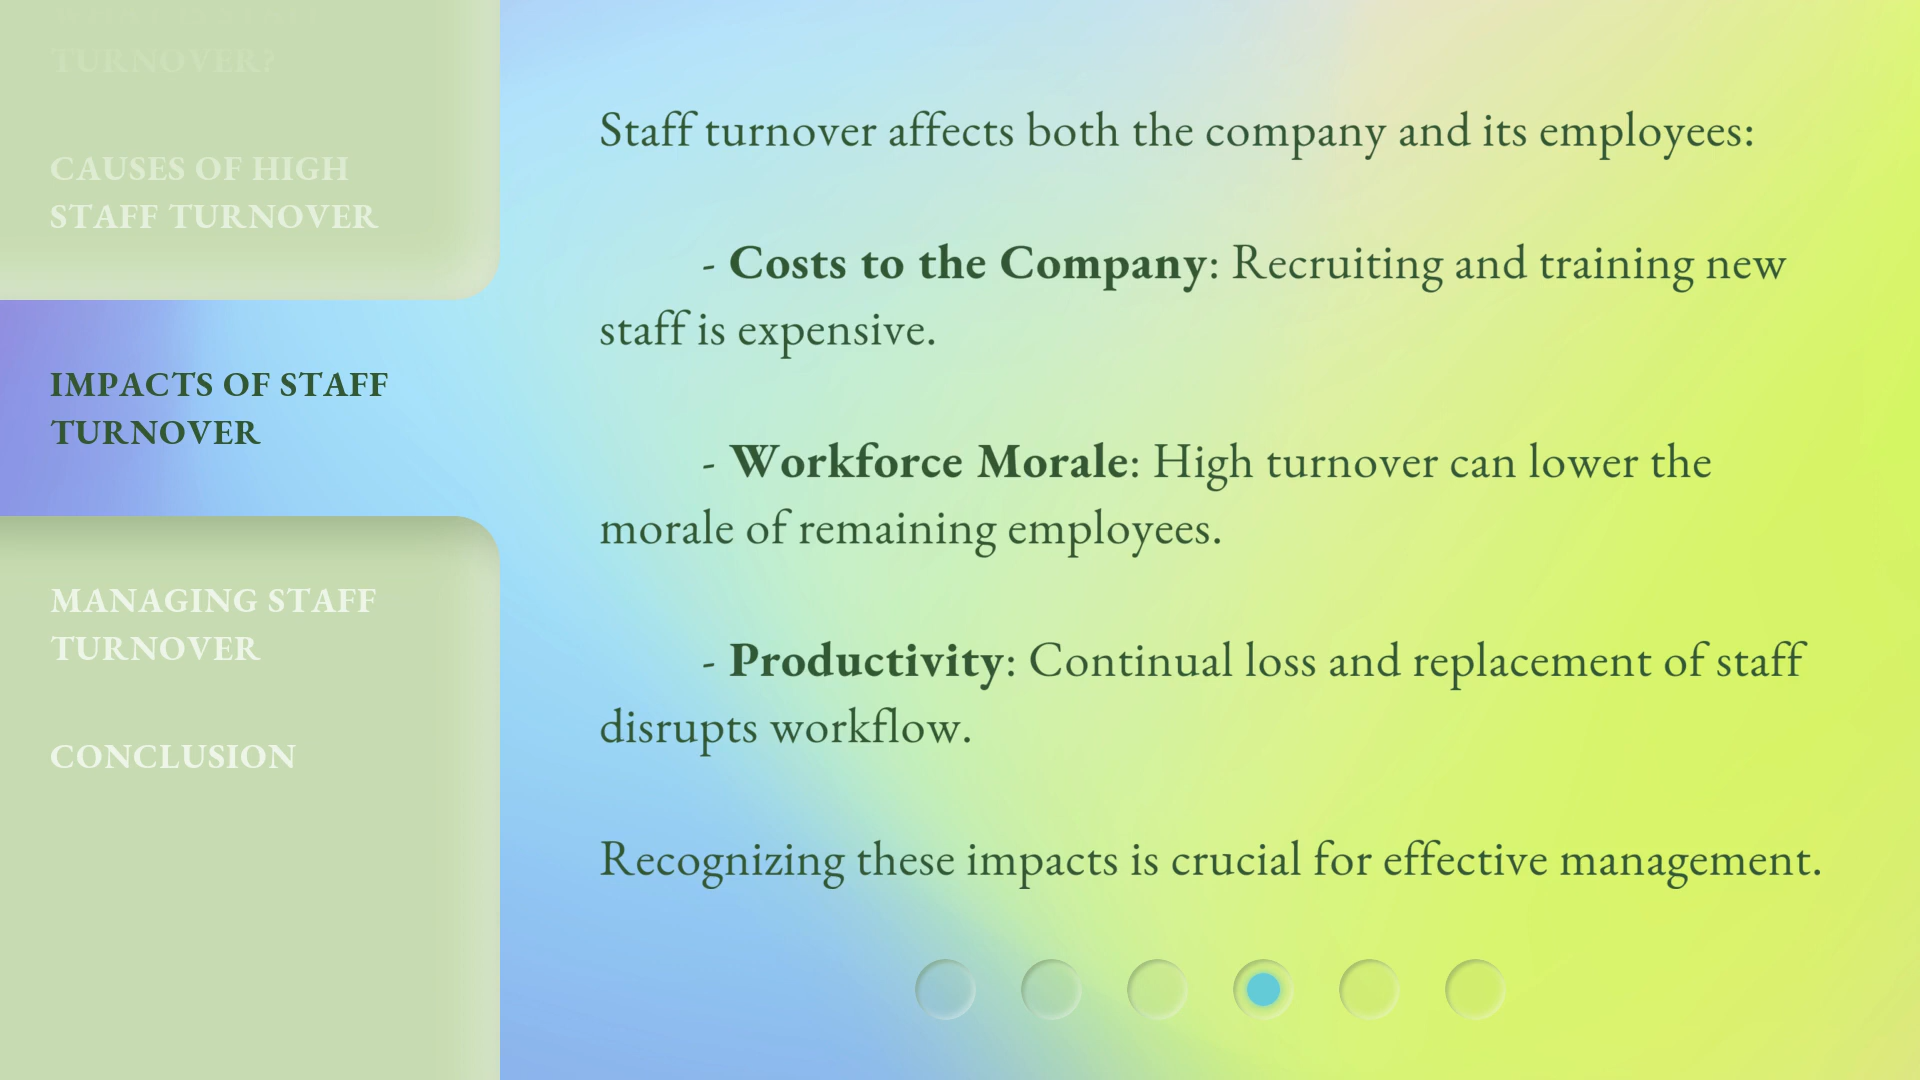 TURNOVER?
CAUSES OF HIGH
STAFF TURNOVER
IMPACTS OF STAFF
TURNOVER
MANAGING STAFF
TURNOVER
CONCLUSION
Staff turnover affects both the company and its employees:
- Costs to the Company: Recruiting and training new
staff is expensive.
- Workforce Morale: High turnover can lower the
morale of remaining employees.
- Productivity: Continual loss and replacement of staff
disrupts workflow.
Recognizing these impacts is crucial for effective management.